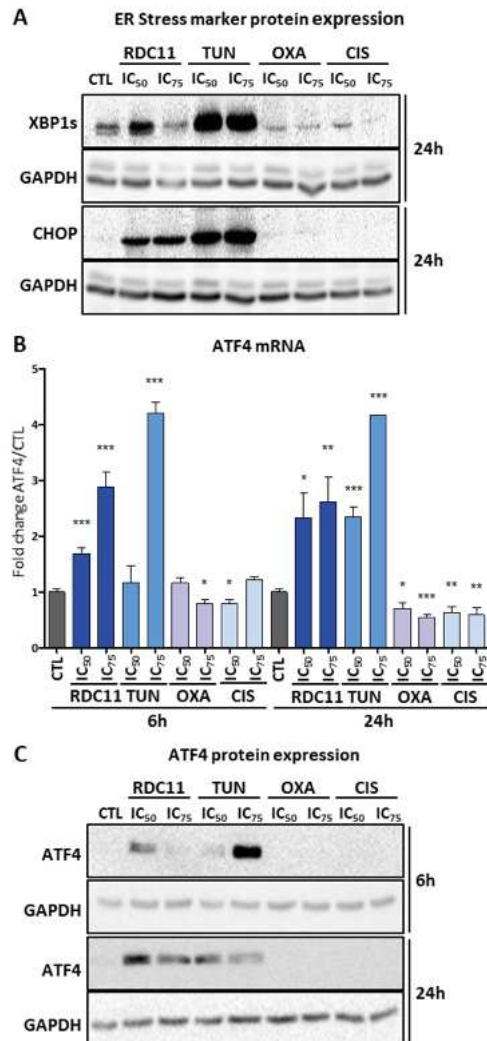 A ER Stress marker protein expression
RDC11 TUN OXA CIS
CTL IC50 IC75 IC50 IC75 IC50 IC75 IC50 IC75
XBP1s
24h
GAPDH
CHOP
24h
GAPDH
B ATF4 mRNA
Fold change ATF4/CTL
5
4
3
2
1
0
*** *** *** * * * ** *** *** * *** ** **
CTL IC50 IC75 IC50 IC75 IC50 IC75 IC50 IC75 CTL IC50 IC75 IC50 IC75 IC50 IC75 IC50 IC75
RDC11 TUN OXA CIS RDC11 TUN OXA CIS
6h 24h
C ATF4 protein expression
RDC11 TUN OXA CIS
CTL IC50 IC75 IC50 IC75 IC50 IC75 IC50 IC75
ATF4
6h
GAPDH
ATF4
24h
GAPDH